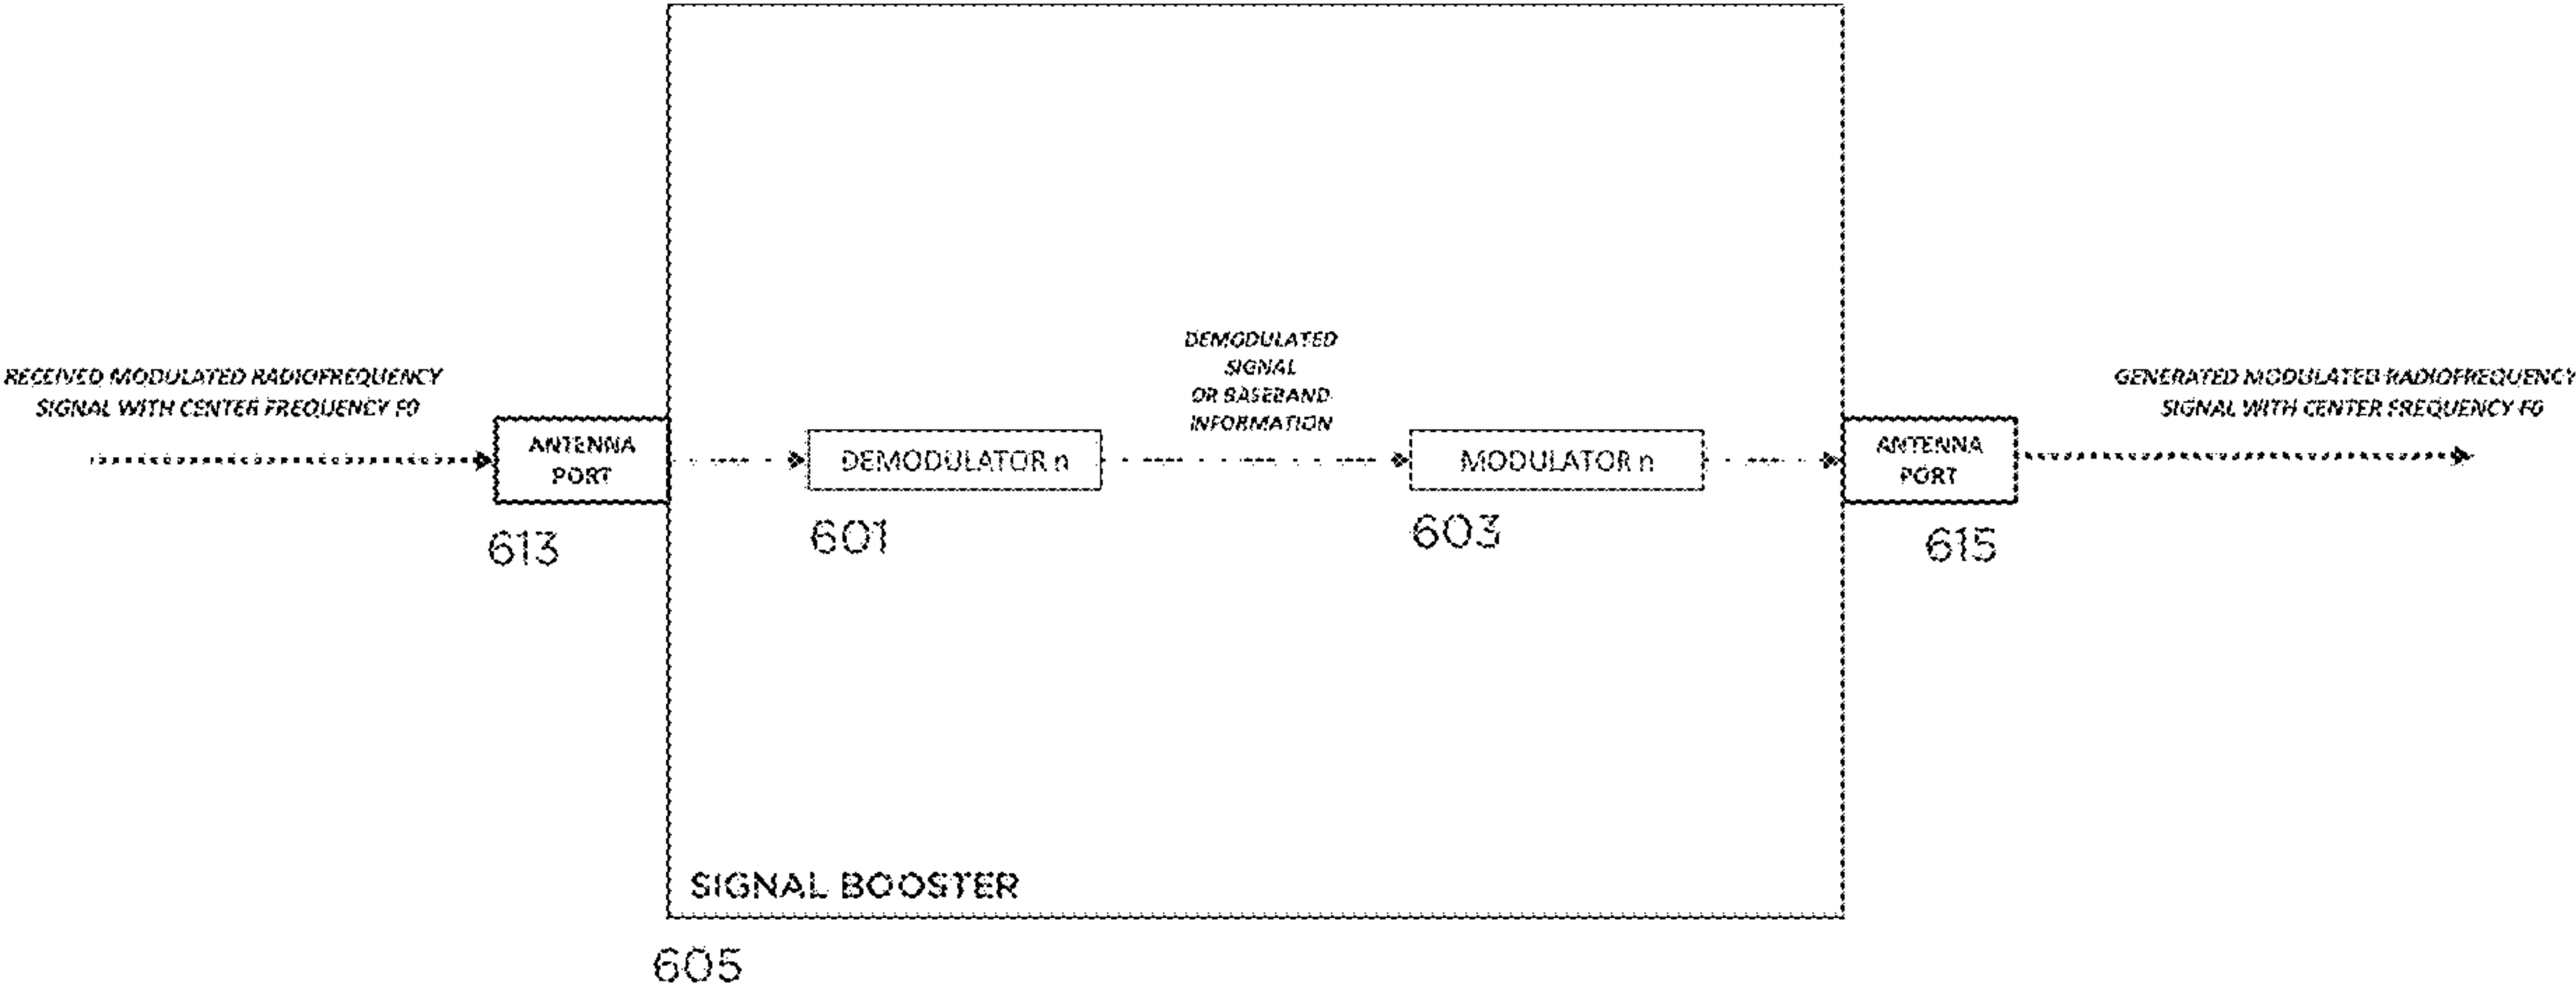 RECEIVED MODULATED RADIOFREQUENCY
SIGNAL WITH CENTER FREQUENCY F0
ANTENNA
PORT
613
DEMODULATOR n
601
DEMODULATED
SIGNAL
OR BASEBAND
INFORMATION
MODULATOR n
603
ANTENNA
PORT
615
GENERATED MODULATED RADIOFREQUENCY
SIGNAL WITH CENTER FREQUENCY F0
SIGNAL BOOSTER
605